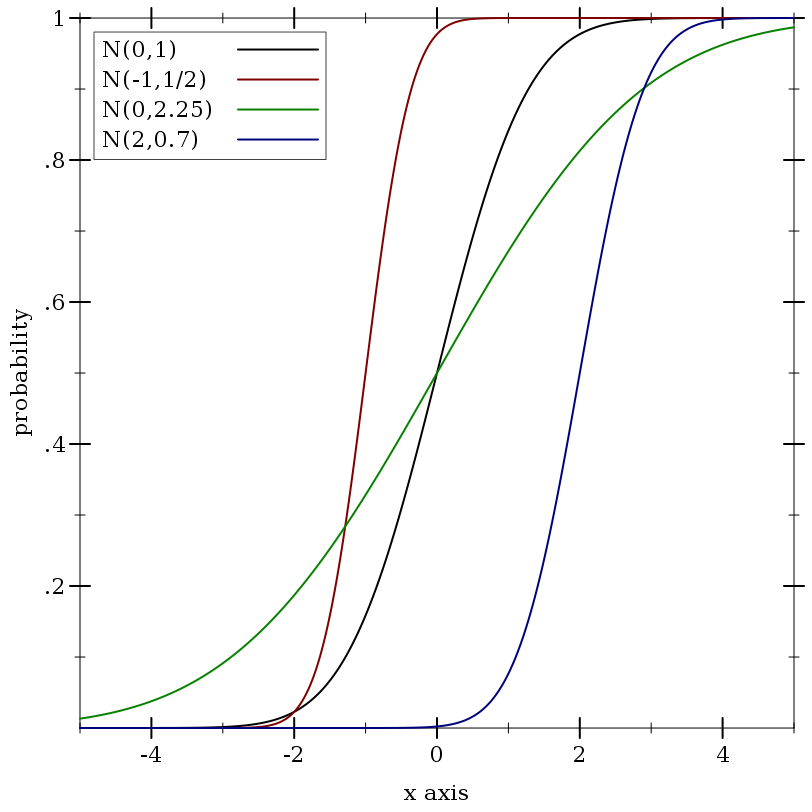 1
N(0,1)
N(-1,1/2)
N(0,2.25)
N(2,0.7)
.8
.6
probability
.4
.2
-4 -2 0 2 4
x axis